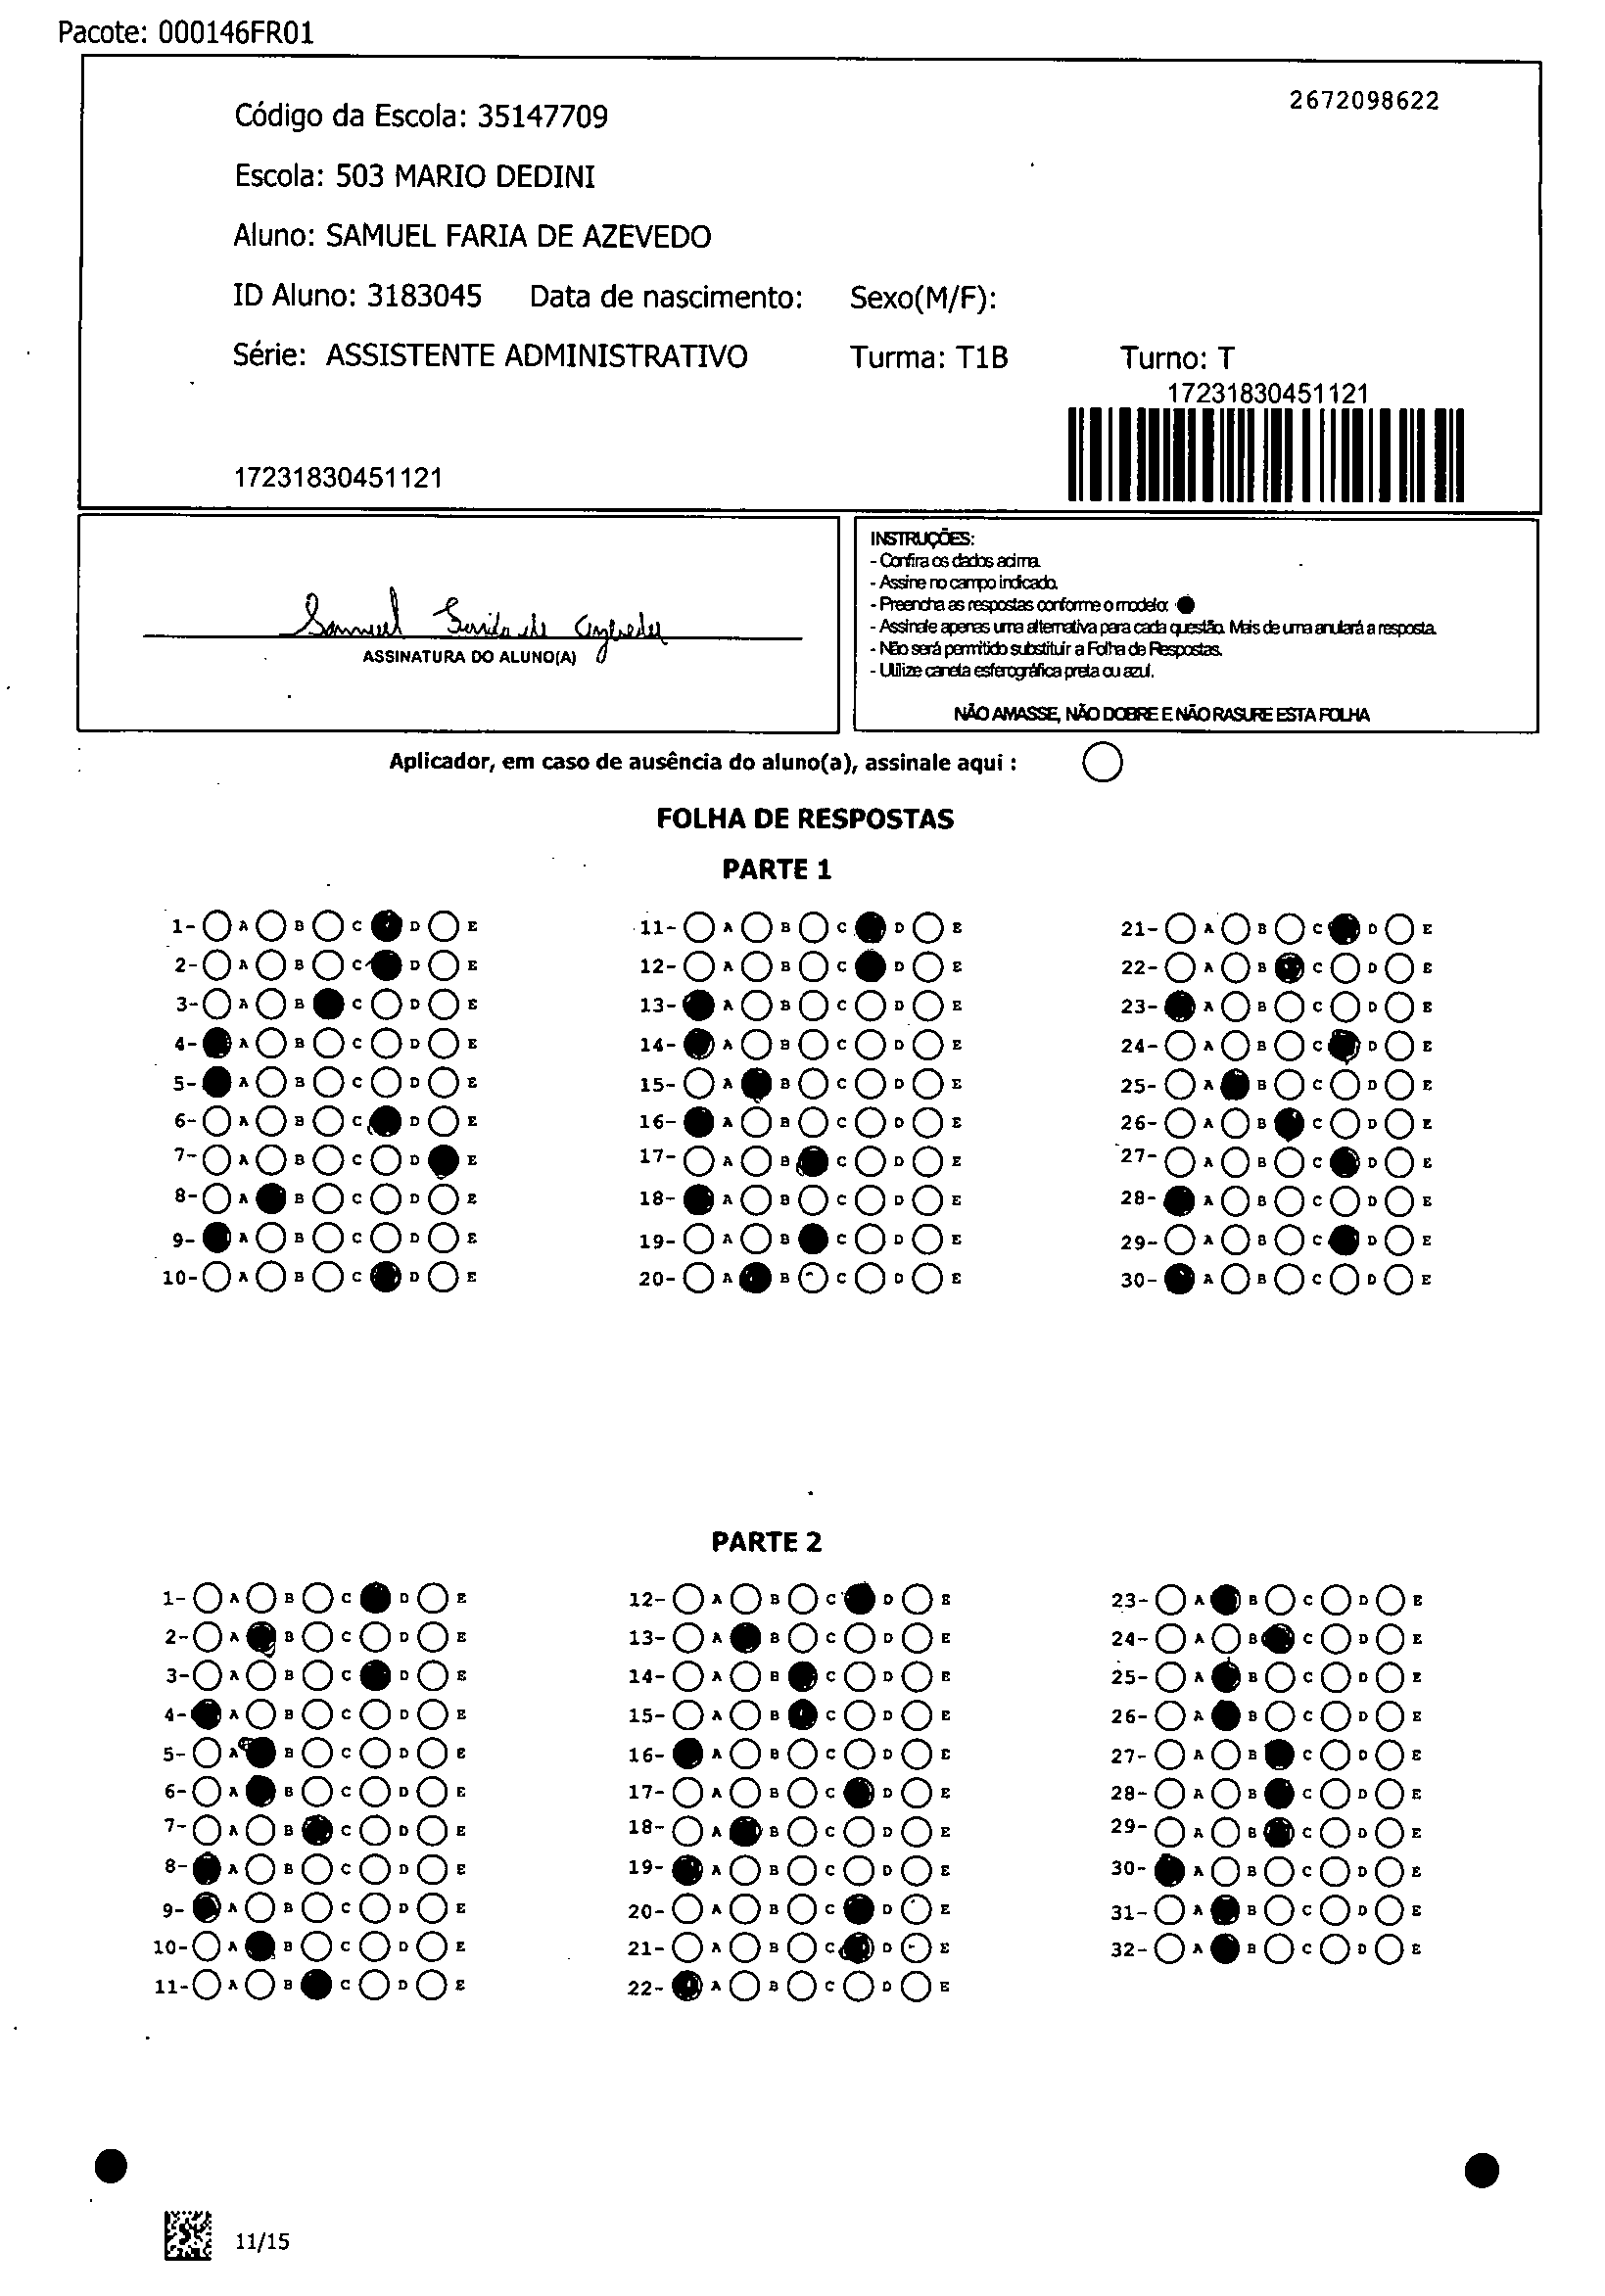 Pacote: 000146FR01
2672098622
Código da Escola: 35147709
Escola: 503 MARIO DEDINI
Aluno: SAMUEL FARIA DE AZEVEDO
ID Aluno: 3183045 Data de nascimento: Sexo(M/F):
Série: ASSISTENTE ADMINISTRATIVO Turma: T1B Turno: T
17231830451121
17231830451121
Samuel Faria de Azevedo
ASSINATURA DO ALUNO(A)
INSTRUÇÕES:
- Confira os dados acima.
- Assine no campo indicado.
- Preencha as respostas conforme o modelo:
- Assinale apenas uma alternativa para cada questão. Mais de uma anulará a resposta.
- Não será permitido substituir a Folha de Respostas.
- Utilize caneta esferográfica preta ou azul.
NÃO AMASSE, NÃO DOBRE E NÃO RASURE ESTA FOLHA
Aplicador, em caso de ausência do aluno(a), assinale aqui :
FOLHA DE RESPOSTAS
PARTE 1
1- A B C D E 11- A B C D E 21- A B C D E
2- A B C D E 12- A B C D E 22- A B C D E
3- A B C D E 13- A B C D E 23- A B C D E
4- A B C D E 14- A B C D E 24- A B C D E
5- A B C D E 15- A B C D E 25- A B C D E
6- A B C D E 16- A B C D E 26- A B C D E
7- A B C D E 17- A B C D E 27- A B C D E
8- A B C D E 18- A B C D E 28- A B C D E
9- A B C D E 19- A B C D E 29- A B C D E
10- A B C D E 20- A B C D E 30- A B C D E
PARTE 2
1- A B C D E 12- A B C D E 23- A B C D E
2- A B C D E 13- A B C D E 24- A B C D E
3- A B C D E 14- A B C D E 25- A B C D E
4- A B C D E 15- A B C D E 26- A B C D E
5- A B C D E 16- A B C D E 27- A B C D E
6- A B C D E 17- A B C D E 28- A B C D E
7- A B C D E 18- A B C D E 29- A B C D E
8- A B C D E 19- A B C D E 30- A B C D E
9- A B C D E 20- A B C D E 31- A B C D E
10- A B C D E 21- A B C D E 32- A B C D E
11- A B C D E 22- A B C D E
11/15